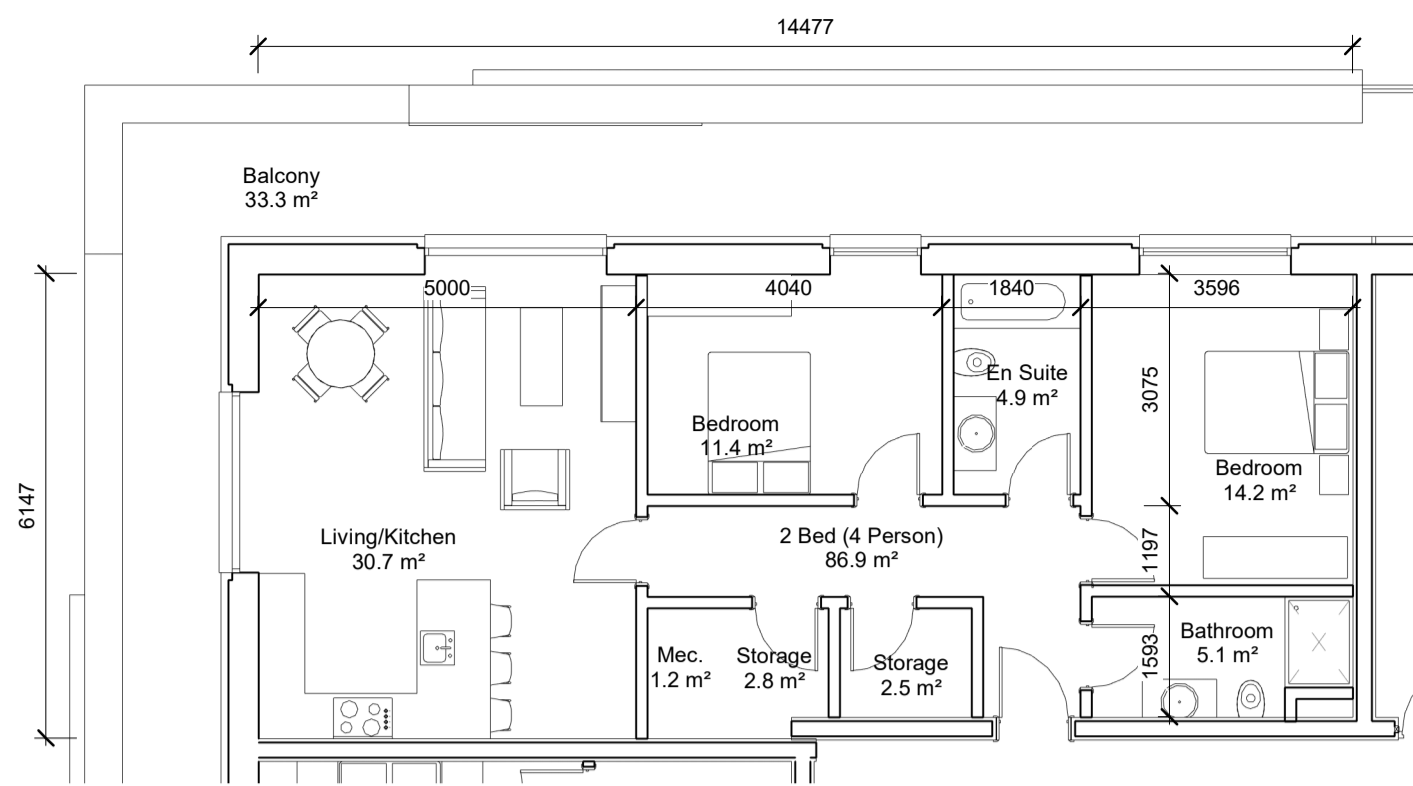 14477
Balcony
33.3 m²
5000
4040
1840
3596
En Suite
4.9 m²
3075
Bedroom
11.4 m²
Bedroom
14.2 m²
6147
Living/Kitchen
30.7 m²
2 Bed (4 Person)
86.9 m²
1197
Mec.
1.2 m²
Storage
2.8 m²
Storage
2.5 m²
1593
Bathroom
5.1 m²